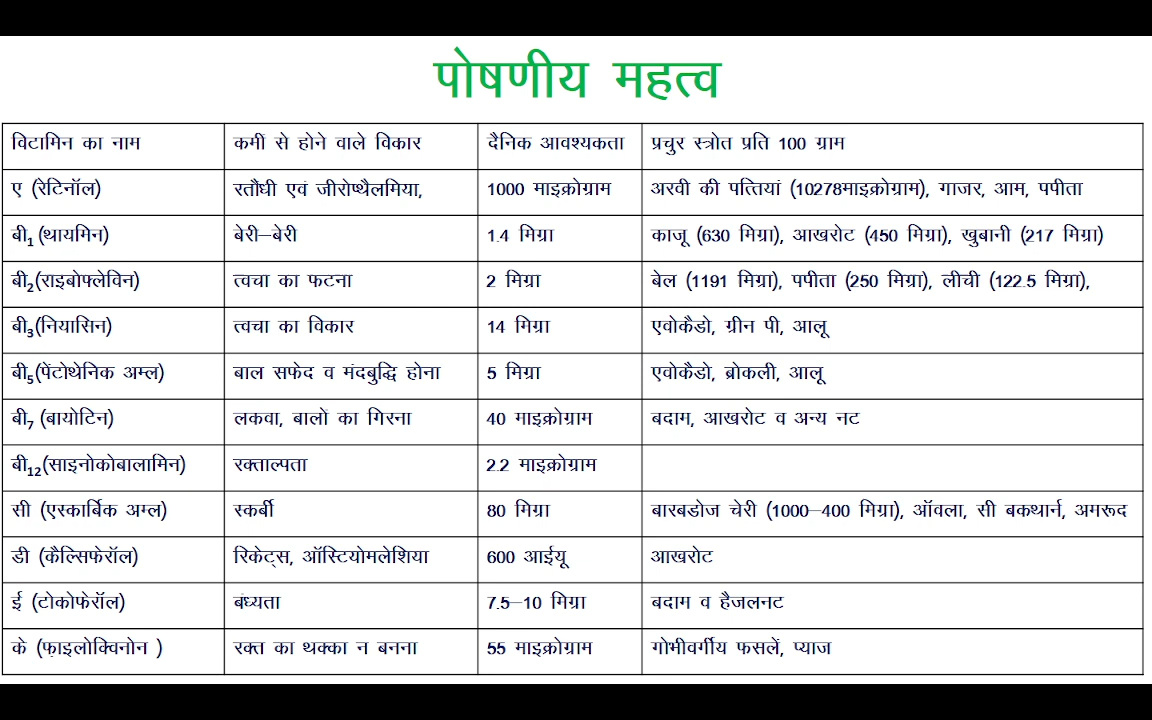 पोषणीय महत्व
विटामिन का नाम	कमीं से होने वाले विकार	दैनिक आवश्यकता	प्रचुर स्त्रोत प्रति 100 ग्राम
ए (रेटिनॉल)	रतौंधी एवं जीरोप्थैलमिया,	1000 माइक्रोग्राम	अरवी की पत्तियां (10278माइक्रोग्राम), गाजर, आम, पपीता
बी1 (थायमिन)	बेरी–बेरी	1.4 मिग्रा	काजू (630 मिग्रा), आखरोट (450 मिग्रा), खुबानी (217 मिग्रा)
बी2(राइबोफ्लेविन)	त्वचा का फटना	2 मिग्रा	बेल (1191 मिग्रा), पपीता (250 मिग्रा), लीची (122.5 मिग्रा),
बी3(नियासिन)	त्वचा का विकार	14 मिग्रा	एवोकैडो, ग्रीन पी, आलू
बी5(पेंटोथेनिक अम्ल)	बाल सफेद व मंदबुद्धि होना	5 मिग्रा	एवोकैडो, ब्रोकली, आलू
बी7 (बायोटिन)	लकवा, बालों का गिरना	40 माइक्रोग्राम	बदाम, आखरोट व अन्य नट
बी12(साइनोकोबालामिन)	रक्ताल्पता	2.2 माइक्रोग्राम
सी (एस्कार्बिक अम्ल)	स्कर्बी	80 मिग्रा	बारबडोज चेरी (1000–400 मिग्रा), ऑवला, सी बकथार्न, अमरूद
डी (कैल्सिफेरॉल)	रिकेट्स, ऑस्टियोमलेशिया	600 आईयू	आखरोट
ई (टोकोफेरॉल)	बंध्यता	7.5–10 मिग्रा	बदाम व हैजलनट
के (फ़ाइलोक्विनोन )	रक्त का थक्का न बनना	55 माइक्रोग्राम	गोभीवर्गीय फसलें, प्याज